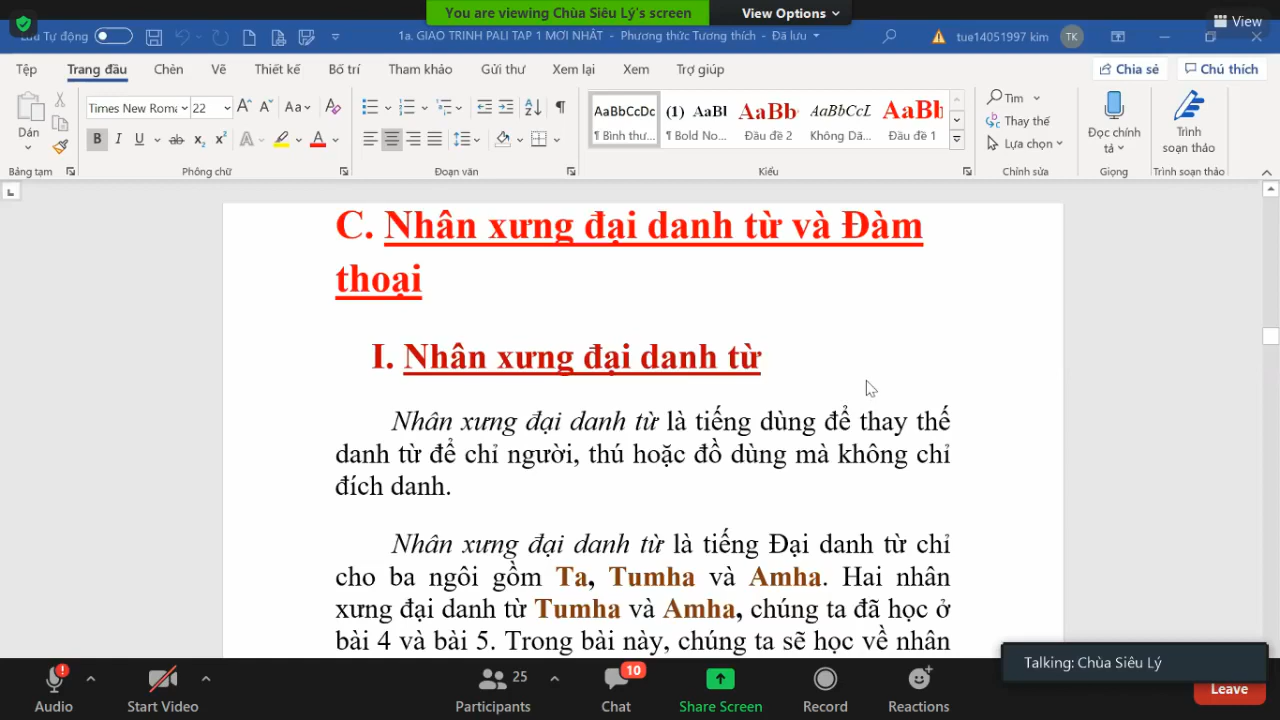 You are viewing Chùa Siêu Lý's screen
View Options
View
Tự động
1a. GIAO TRINH PALI TAP 1 MOI NHẤT - Phương thức Tương thích - Đã lưu
tue14051997 kim
TK
Tệp Trang đầu Chèn Vẽ Thiết kế Bố trí Tham khảo Gửi thư Xem lại Xem Trợ giúp
Chia sẻ
Chú thích
Dán
Times New Roma
22
Aa
AaBbCcDc
(1) AaBl
AaBb
AaBbCcL
AaBb
¶ Bình thư...
¶ Bold No...
Đầu đề 2
Không Dã...
Đầu đề 1
Tìm
Thay thế
Lựa chọn
Đọc chính
tả
Trình
soạn thảo
Bảng tạm
Phông chữ
Đoạn văn
Kiểu
Chỉnh sửa
Giọng
Trình soạn thảo
C. Nhân xưng đại danh từ và Đàm
thoại
I. Nhân xưng đại danh từ
Nhân xưng đại danh từ là tiếng dùng để thay thế
danh từ để chỉ người, thú hoặc đồ dùng mà không chỉ
đích danh.
Nhân xưng đại danh từ là tiếng Đại danh từ chỉ
cho ba ngôi gồm Ta, Tumha và Amha. Hai nhân
xưng đại danh từ Tumha và Amha, chúng ta đã học ở
bài 4 và bài 5. Trong bài này, chúng ta sẽ học về nhân
Talking: Chùa Siêu Lý
25
10
Audio
Start Video
Participants
Chat
Share Screen
Record
Reactions
Leave